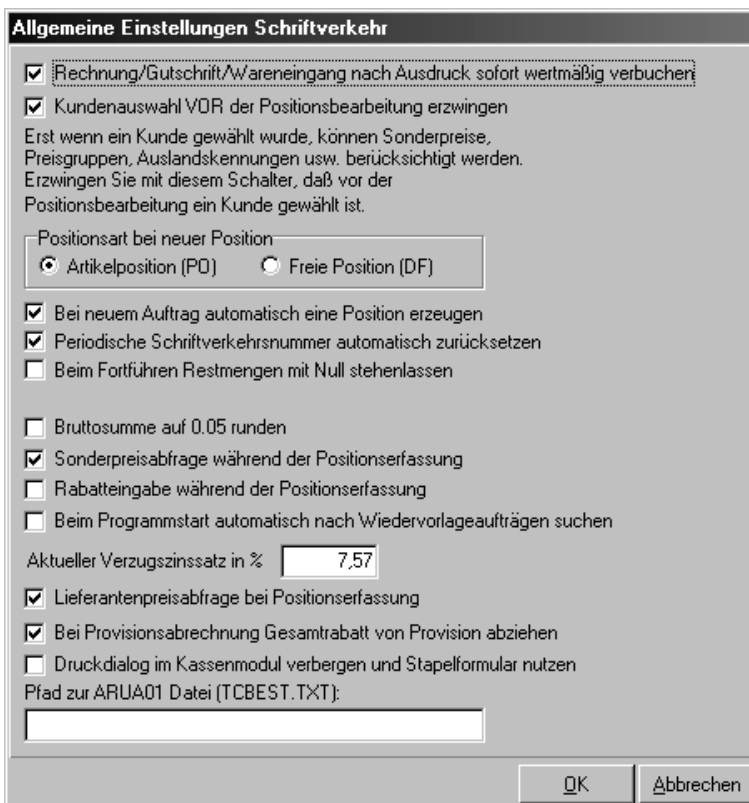 Allgemeine Einstellungen Schriftverkehr
Rechnung/Gutschrift/Wareneingang nach Ausdruck sofort wertmäßig verbuchen
Kundenauswahl VOR der Positionsbearbeitung erzwingen
Erst wenn ein Kunde gewählt wurde, können Sonderpreise,
Preisgruppen, Auslandskennungen usw. berücksichtigt werden.
Erzwingen Sie mit diesem Schalter, daß vor der
Positionsbearbeitung ein Kunde gewählt ist.
Positionsart bei neuer Position
Artikelposition (PO) Freie Position (DF)
Bei neuem Auftrag automatisch eine Position erzeugen
Periodische Schriftverkehrsnummer automatisch zurücksetzen
Beim Fortführen Restmengen mit Null stehenlassen
Bruttosumme auf 0.05 runden
Sonderpreisabfrage während der Positionserfassung
Rabatteingabe während der Positionserfassung
Beim Programmstart automatisch nach Wiedervorlageaufträgen suchen
Aktueller Verzugszinssatz in % 7,57
Lieferantenpreisabfrage bei Positionserfassung
Bei Provisionsabrechnung Gesamtrabatt von Provision abziehen
Druckdialog im Kassenmodul verbergen und Stapelformular nutzen
Pfad zur ARUA01 Datei (TCBEST.TXT):
OK Abbrechen